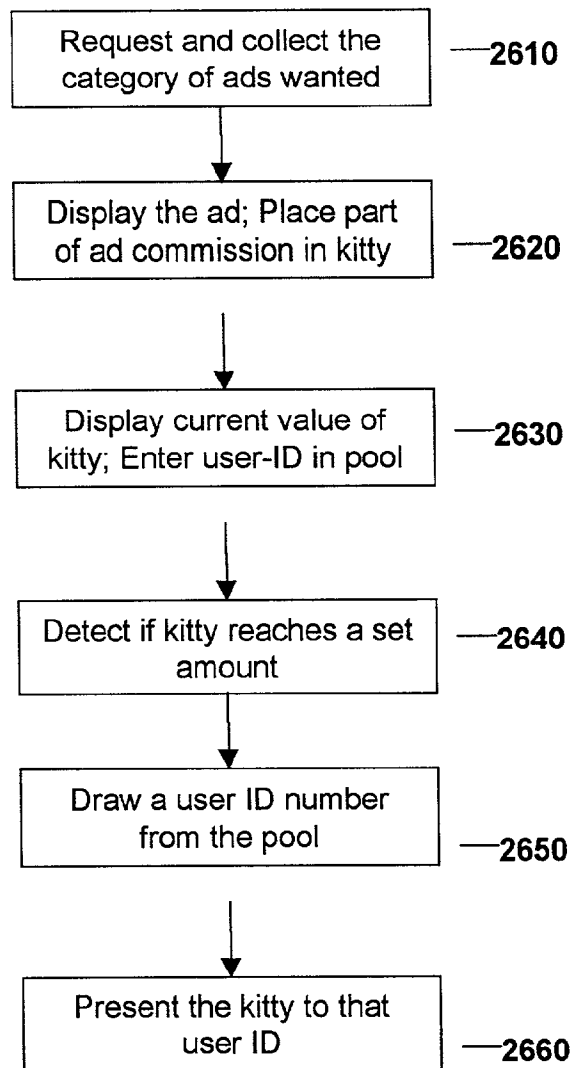 Request and collect the
category of ads wanted
2610
Display the ad; Place part
of ad commission in kitty
2620
Display current value of
kitty; Enter user-ID in pool
2630
Detect if kitty reaches a set
amount
2640
Draw a user ID number
from the pool
2650
Present the kitty to that
user ID
2660